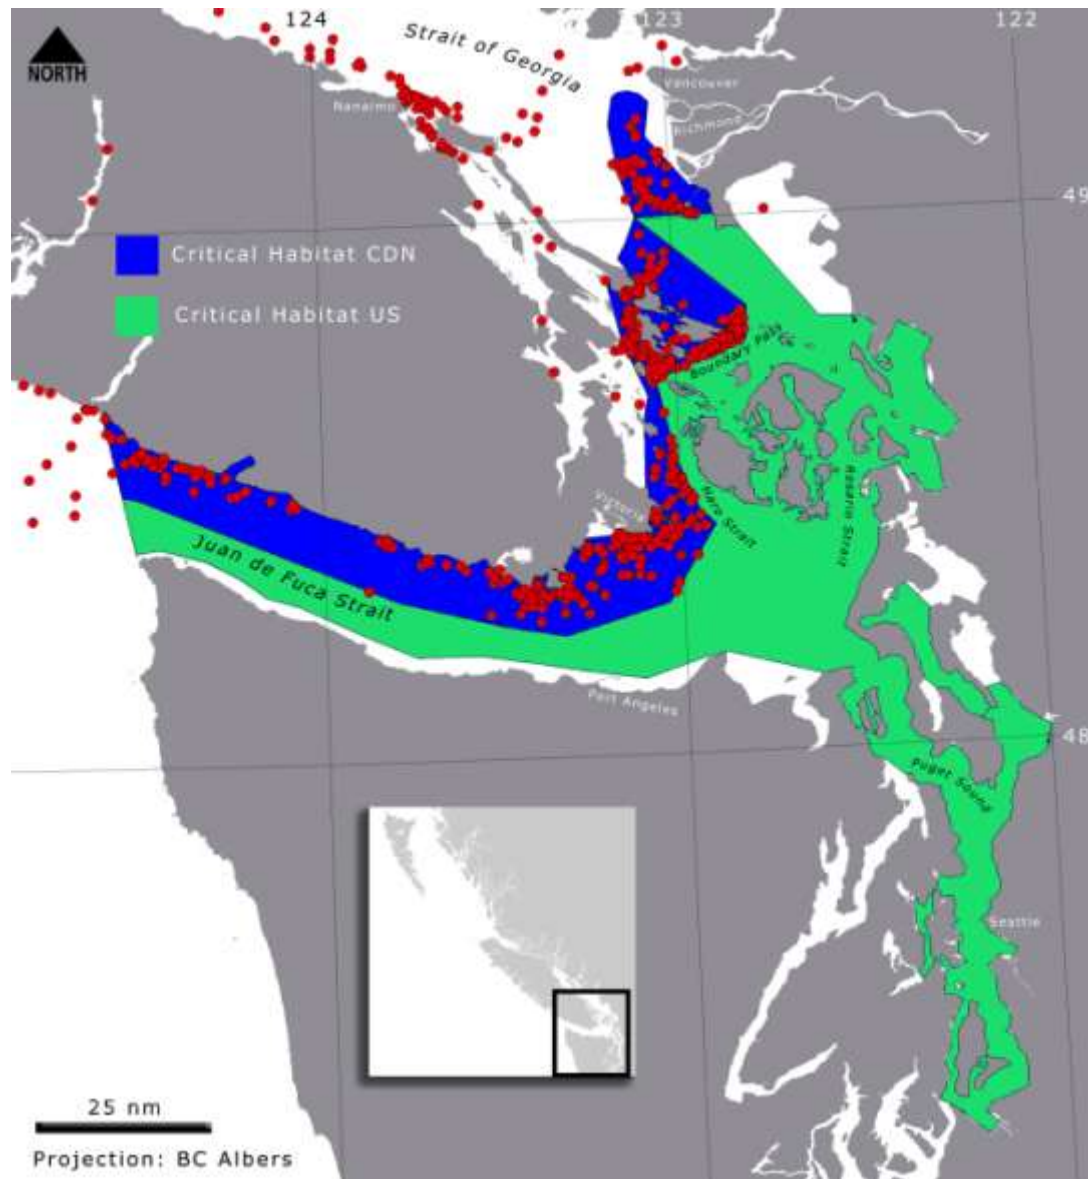 124
123
122
Strait of Georgia
NORTH
Nanaimo
Vancouver
Richmond
49
Critical Habitat CDN
Critical Habitat US
Boundary Pass
Victoria
Haro Strait
Rosario Strait
Juan de Fuca Strait
Port Angeles
48
Puget Sound
Seattle
25 nm
Projection: BC Albers